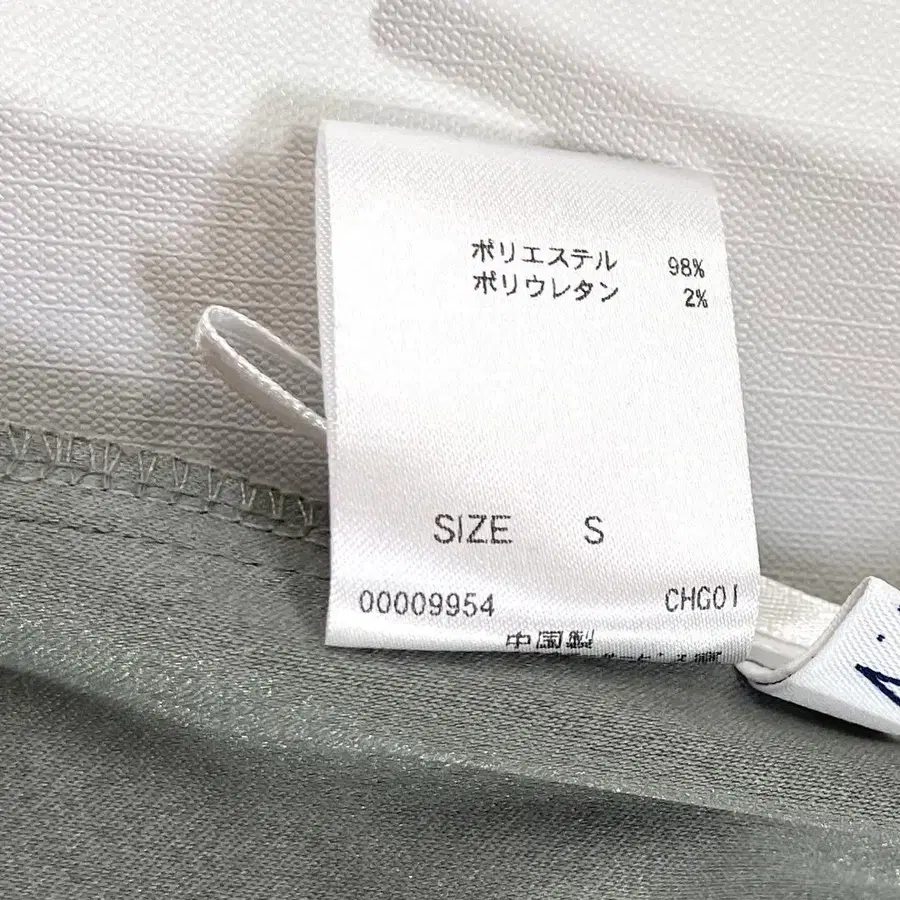 ポリエステル 98%
ポリウレタン 2%
SIZE S
00009954 CHG01
中国製